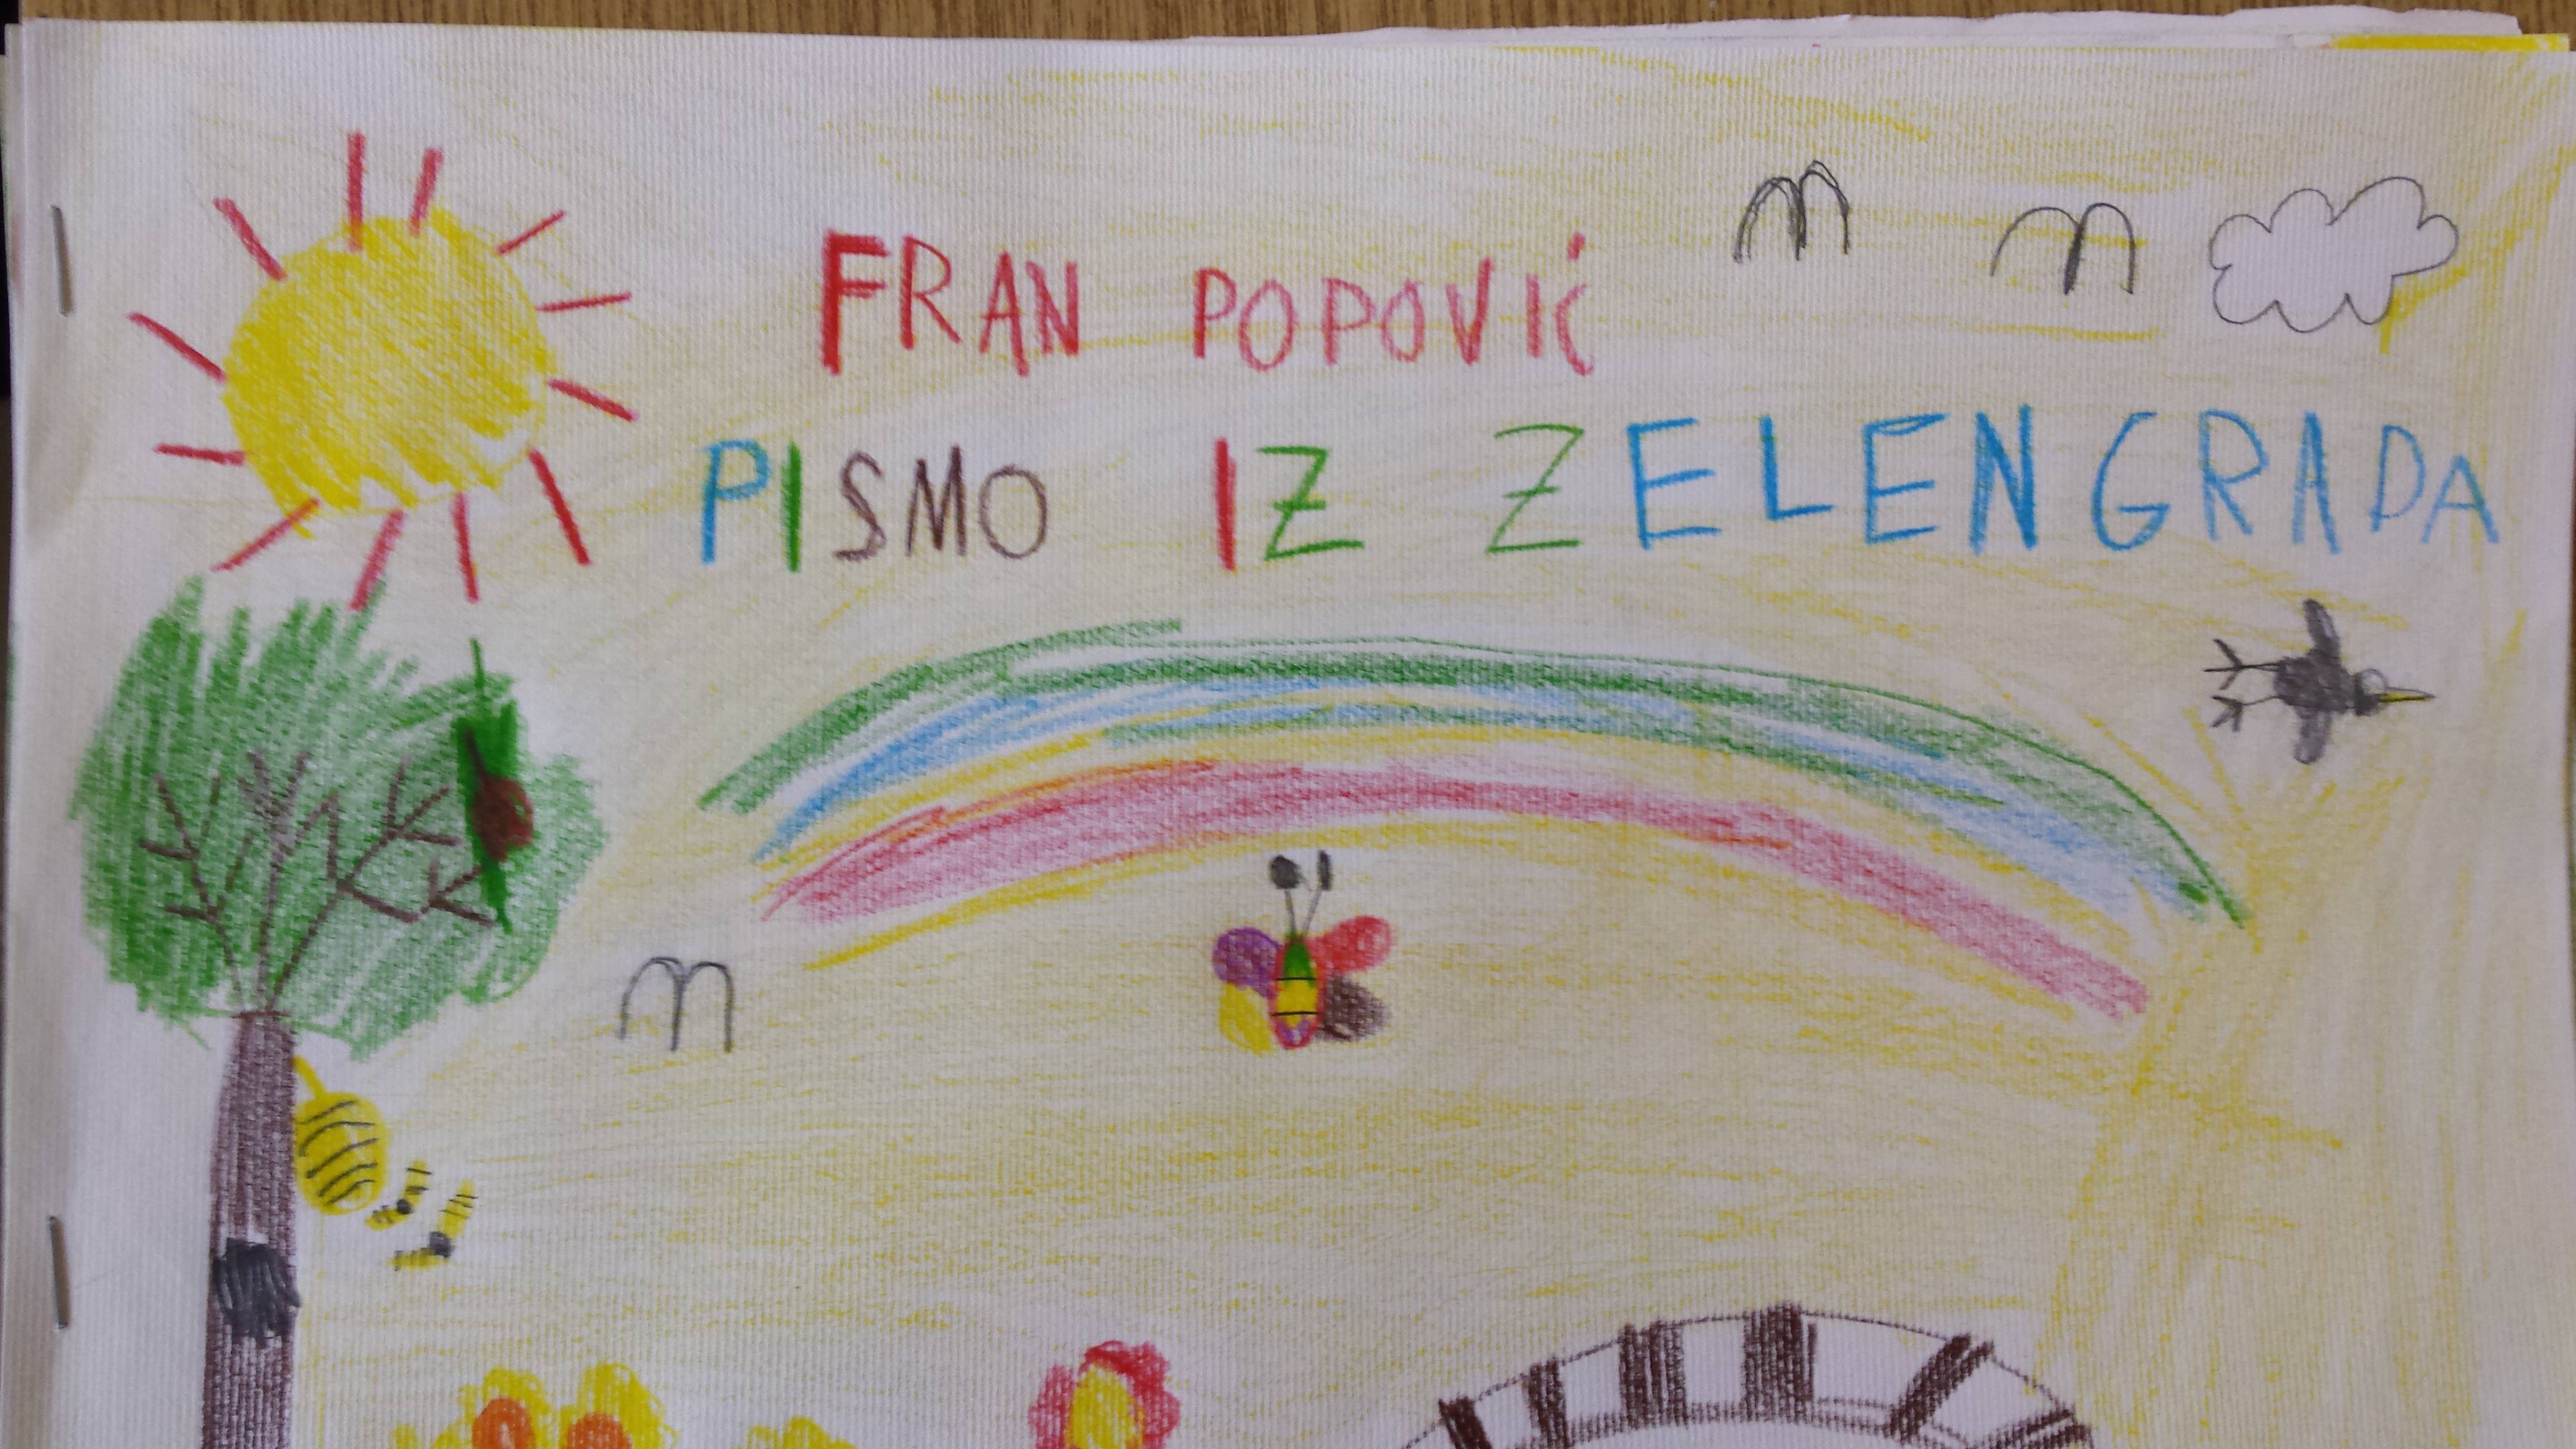 FRAN POPOVIĆ
PISMO IZ ZELENGRADA